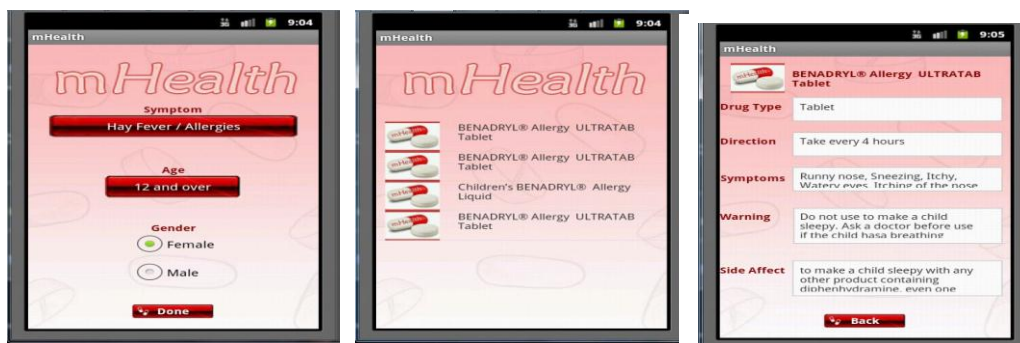 9:04
mHealth
mHealth
Symptom
Hay Fever / Allergies
Age
12 and over
Gender
Female
Male
Done
9:04
mHealth
mHealth
BENADRYL® Allergy ULTRATAB
Tablet
BENADRYL® Allergy ULTRATAB
Tablet
Children's BENADRYL® Allergy
Liquid
BENADRYL® Allergy ULTRATAB
Tablet
9:05
mHealth
BENADRYL® Allergy ULTRATAB
Tablet
Drug Type Tablet
Direction Take every 4 hours
Symptoms Runny nose, Sneezing, Itchy,
Watery eyes, Itching of the nose
Warning Do not use to make a child
sleepy. Ask a doctor before use
if the child hasa breathing
Side Affect to make a child sleepy with any
other product containing
diphenhydramine, even one
Back